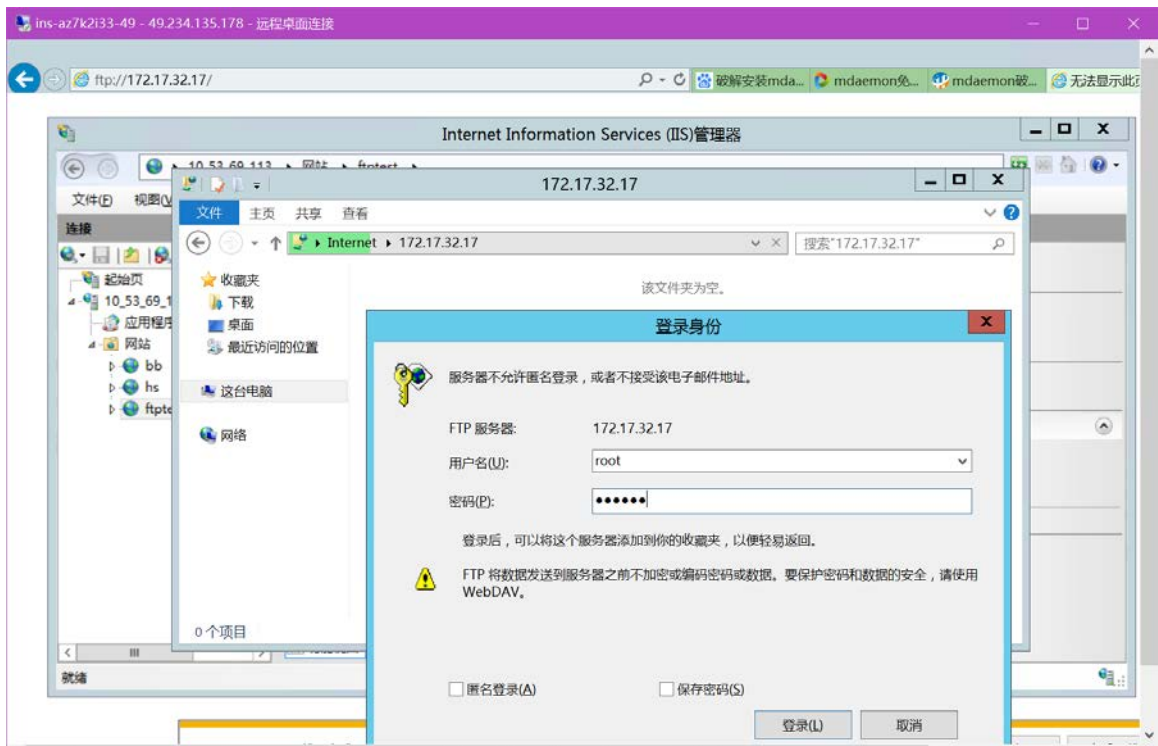 ins-az7k2i33-49 - 49.234.135.178 - 远程桌面连接
ftp://172.17.32.17/
破解安装mda...
mdaemon免...
mdaemon破...
无法显示此页
Internet Information Services (IIS)管理器
10_53_69_113 网站 ftptest
文件(F) 视图(V
172.17.32.17
文件 主页 共享 查看
连接
Internet 172.17.32.17
搜索"172.17.32.17"
起始页
10_53_69_1
应用程序
网站
bb
hs
ftpte
收藏夹
下载
桌面
最近访问的位置
这台电脑
网络
该文件夹为空。
登录身份
服务器不允许匿名登录，或者不接受该电子邮件地址。
FTP 服务器: 172.17.32.17
用户名(U): root
密码(P): ●●●●●●
登录后，可以将这个服务器添加到你的收藏夹，以便轻易返回。
FTP 将数据发送到服务器之前不加密或编码密码或数据。要保护密码和数据的安全，请使用
WebDAV。
0 个项目
就绪
匿名登录(A) 保存密码(S)
登录(L) 取消